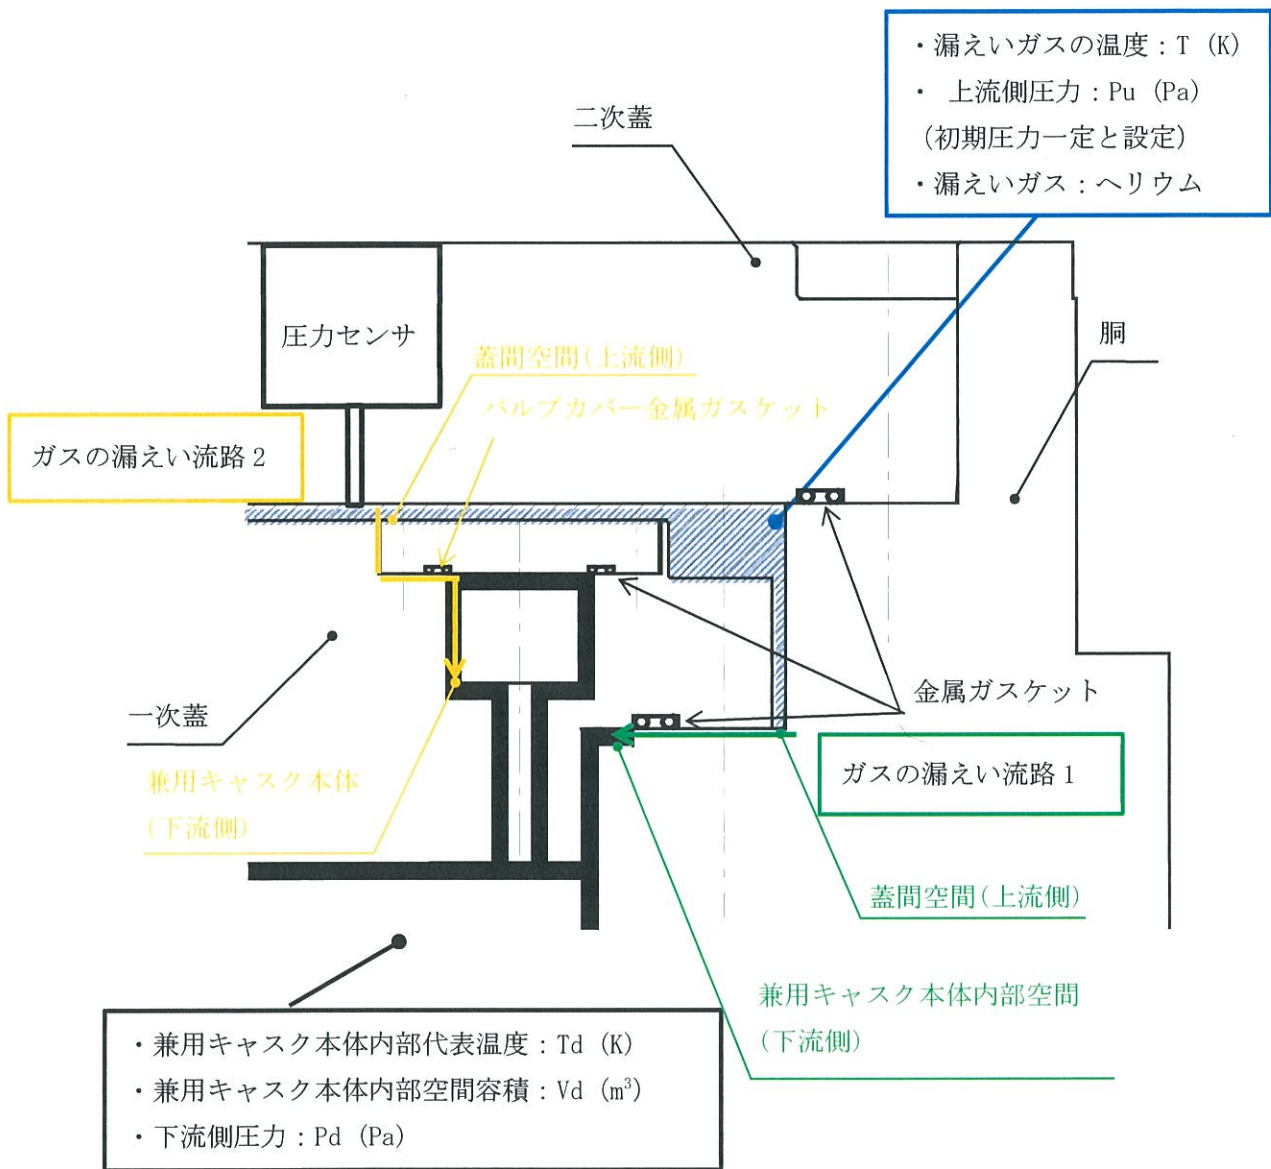 ・漏えいガスの温度：T (K)
・ 上流側圧力：Pu (Pa)
(初期圧力一定と設定)
・漏えいガス：ヘリウム
二次蓋
圧力センサ
蓋間空間(上流側)
バルブカバー金属ガスケット
胴
ガスの漏えい流路２
金属ガスケット
一次蓋
ガスの漏えい流路１
兼用キャスク本体
(下流側)
蓋間空間(上流側)
兼用キャスク本体内部空間
(下流側)
・兼用キャスク本体内部代表温度：Td (K)
・兼用キャスク本体内部空間容積：Vd (m³)
・下流側圧力：Pd (Pa)